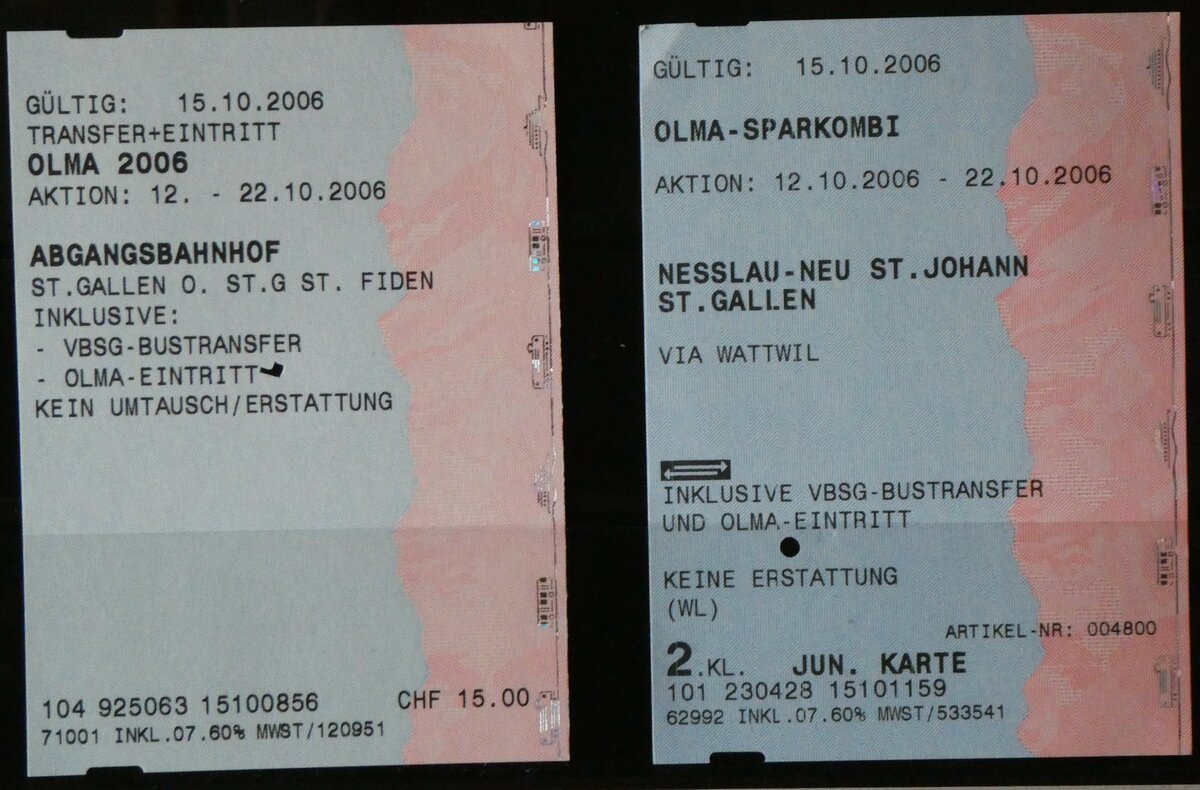 GÜLTIG: 15.10.2006
TRANSFER+EINTRITT
OLMA 2006
AKTION: 12. - 22.10.2006
ABGANGSBAHNHOF
ST.GALLEN O. ST.G ST. FIDEN
INKLUSIVE:
- VBSG-BUSTRANSFER
- OLMA-EINTRITT
KEIN UMTAUSCH/ERSTATTUNG
104 925063 15100856 CHF 15.00
71001 INKL.07.60% MWST/120951
GÜLTIG: 15.10.2006
OLMA-SPARKOMBI
AKTION: 12.10.2006 - 22.10.2006
NESSLAU-NEU ST.JOHANN
ST.GALLEN
VIA WATTWIL
INKLUSIVE VBSG-BUSTRANSFER
UND OLMA-EINTRITT
KEINE ERSTATTUNG
(WL)
ARTIKEL-NR: 004800
2.KL. JUN. KARTE
101 230428 15101159
62992 INKL.07.60% MWST/533541